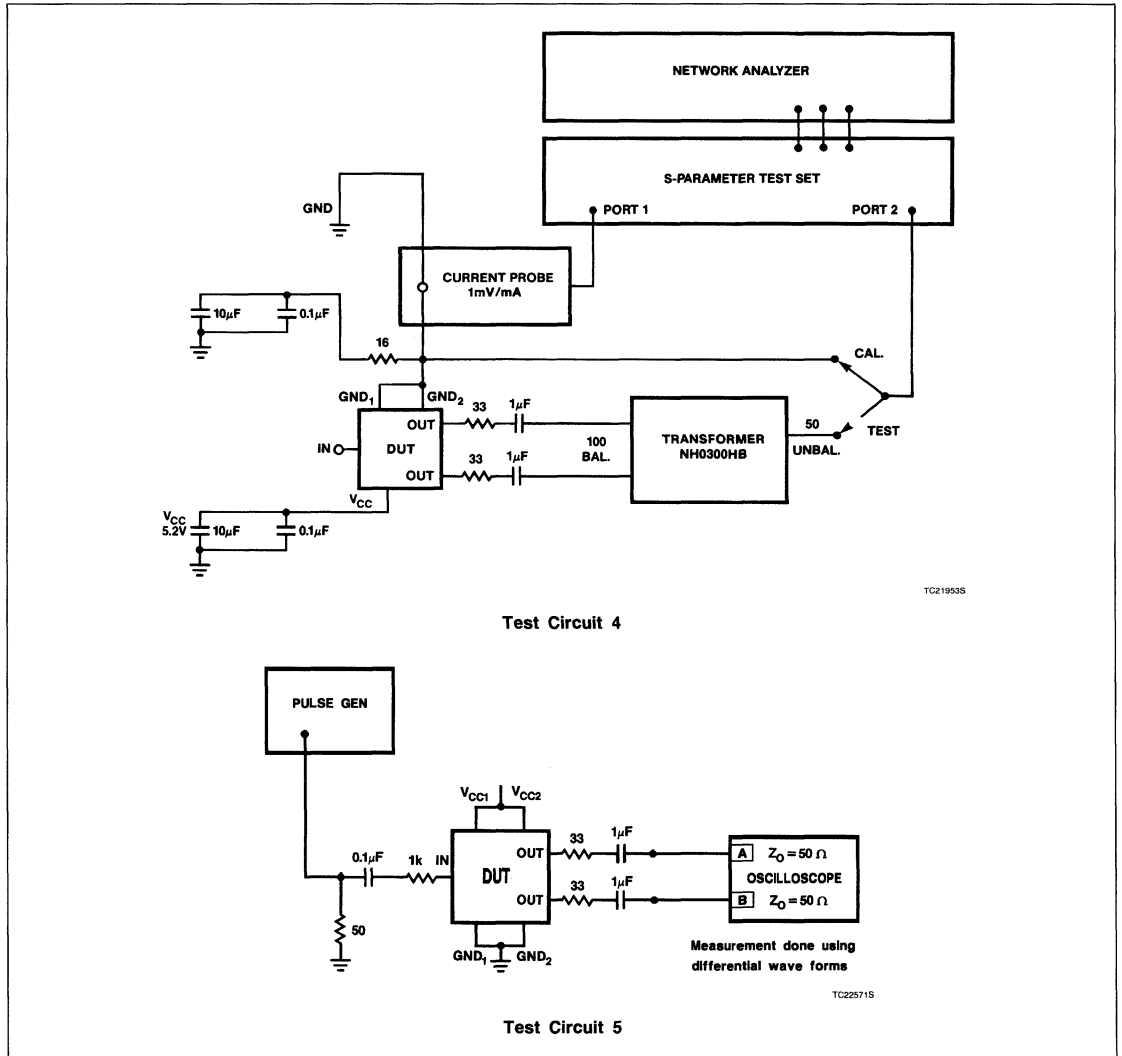 NETWORK ANALYZER
S-PARAMETER TEST SET
PORT 1
PORT 2
GND
CURRENT PROBE
1mV/mA
10μF
0.1μF
16
CAL.
GND1
GND2
OUT
33
1μF
IN
DUT
100
BAL.
TRANSFORMER
NH0300HB
50
UNBAL.
TEST
OUT
33
1μF
VCC
VCC
5.2V
10μF
0.1μF
TC21953S
Test Circuit 4
PULSE GEN
VCC1
VCC2
0.1μF
1k
IN
OUT
33
1μF
A
ZO = 50 Ω
DUT
OSCILLOSCOPE
OUT
33
1μF
B
ZO = 50 Ω
50
GND1
GND2
Measurement done using
differential wave forms
TC22571S
Test Circuit 5